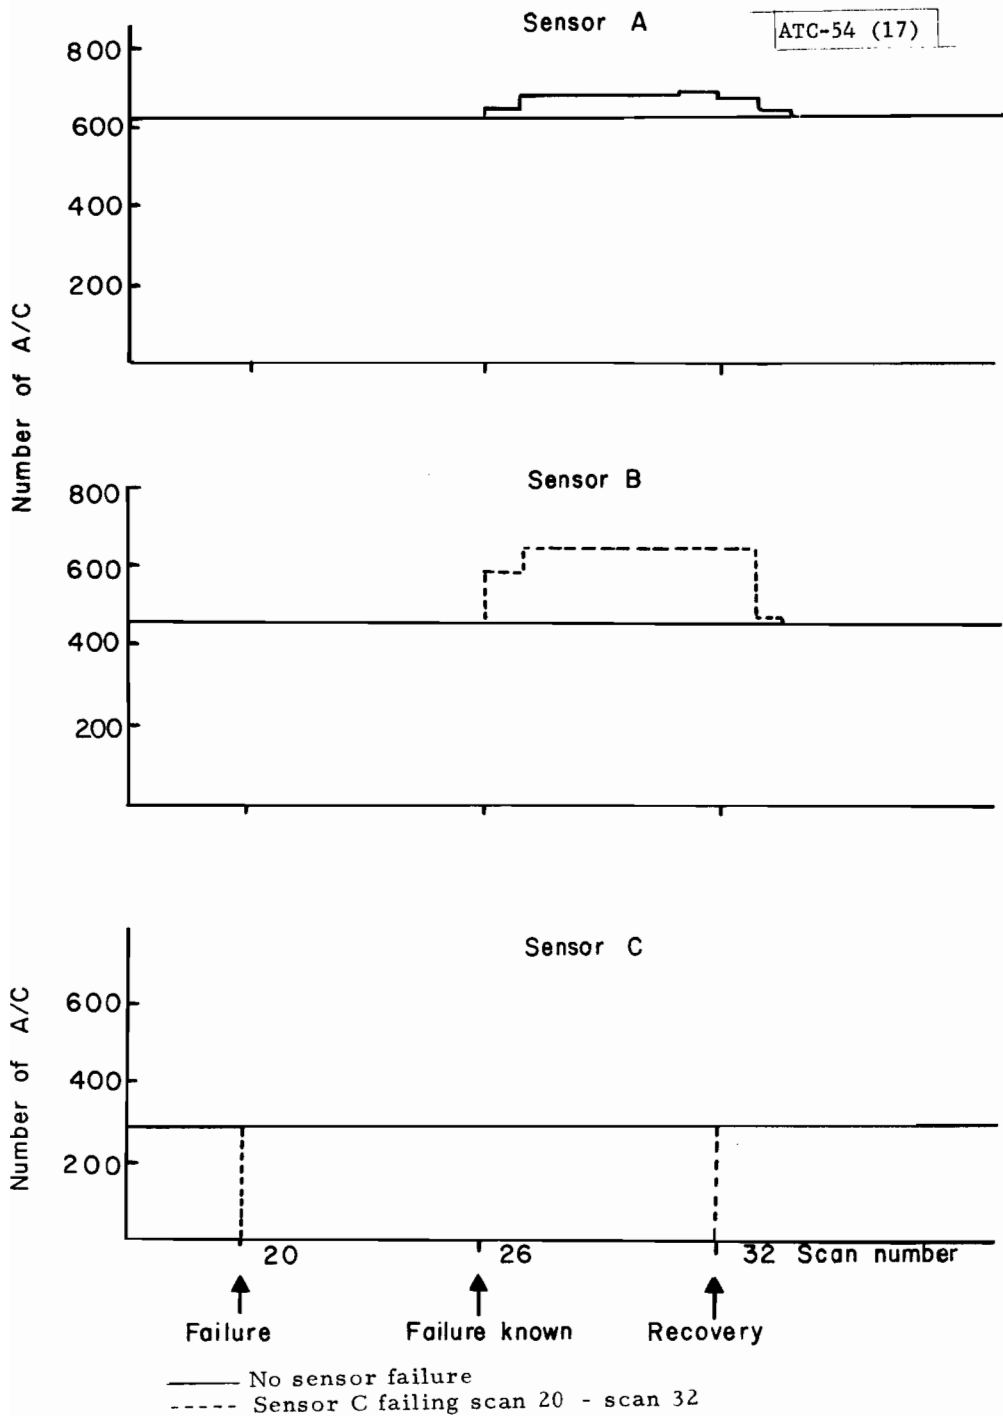 Sensor A
ATC-54 (17)
800
600
400
200
Number of A/C
Sensor B
800
600
400
200
Sensor C
Number of A/C
600
400
200
20 26 32 Scan number
Failure Failure known Recovery
No sensor failure
Sensor C failing scan 20 - scan 32